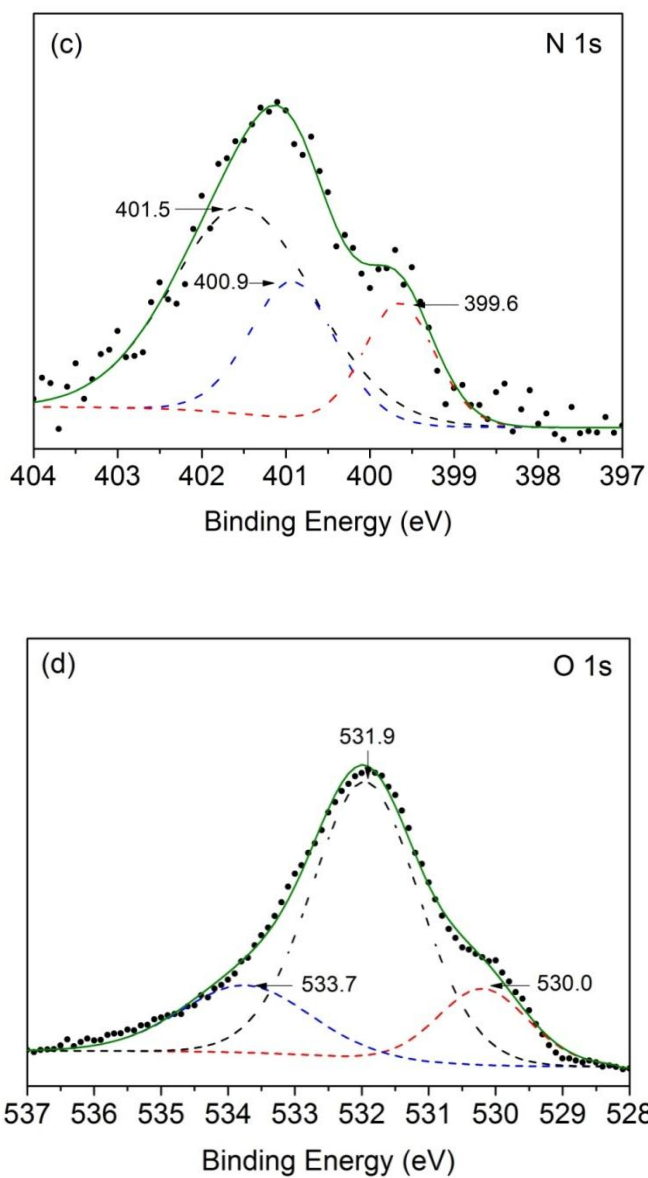 (c) N 1s
401.5
400.9
399.6
404 403 402 401 400 399 398 397
Binding Energy (eV)
(d) O 1s
531.9
533.7
530.0
537 536 535 534 533 532 531 530 529 528
Binding Energy (eV)